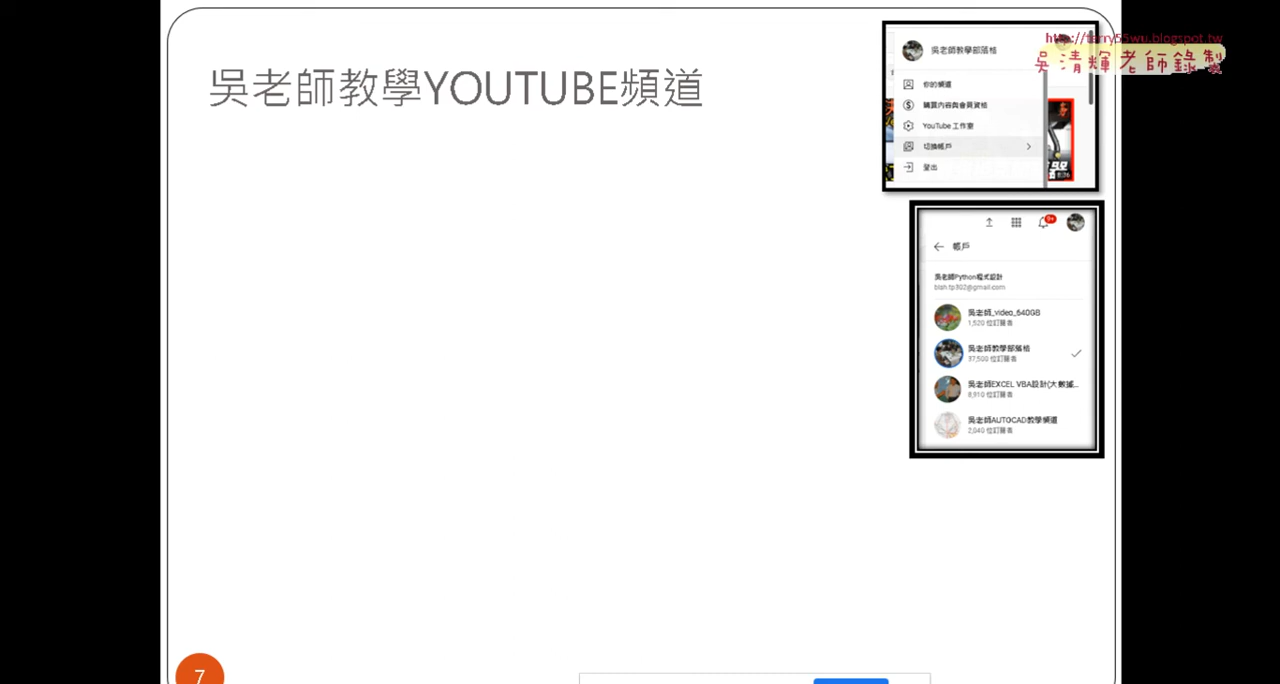 吳老師教學YOUTUBE頻道
吳老師教學部落格
你的頻道
購買內容與會員資格
YouTube 工作室
切換帳戶
登出
http://terry55wu.blogspot.tw
吳清輝老師錄製
9+
帳戶
吳老師Python程式設計
blah.tp302@gmail.com
吳老師_video_640GB
1,520 位訂閱者
吳老師教學部落格
37,500 位訂閱者
吳老師EXCEL VBA設計(大數據...
8,910 位訂閱者
吳老師AUTOCAD教學頻道
2,040 位訂閱者
7